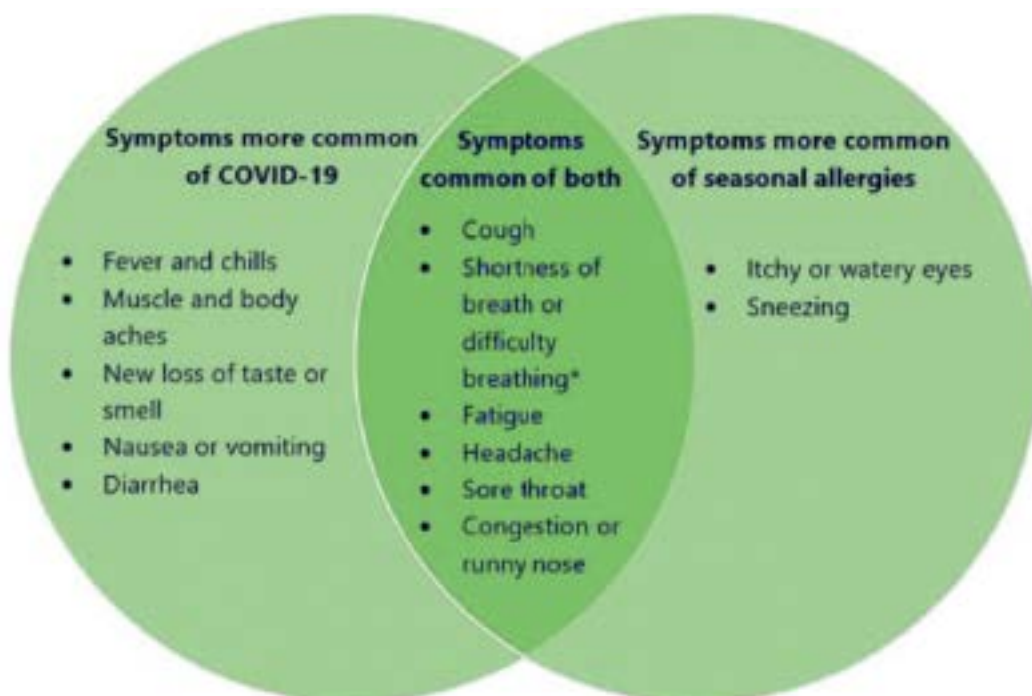 Symptoms more common
of COVID-19
• Fever and chills
• Muscle and body
aches
• New loss of taste or
smell
• Nausea or vomiting
• Diarrhea
Symptoms
common of both
• Cough
• Shortness of
breath or
difficulty
breathing*
• Fatigue
• Headache
• Sore throat
• Congestion or
runny nose
Symptoms more common
of seasonal allergies
• Itchy or watery eyes
• Sneezing